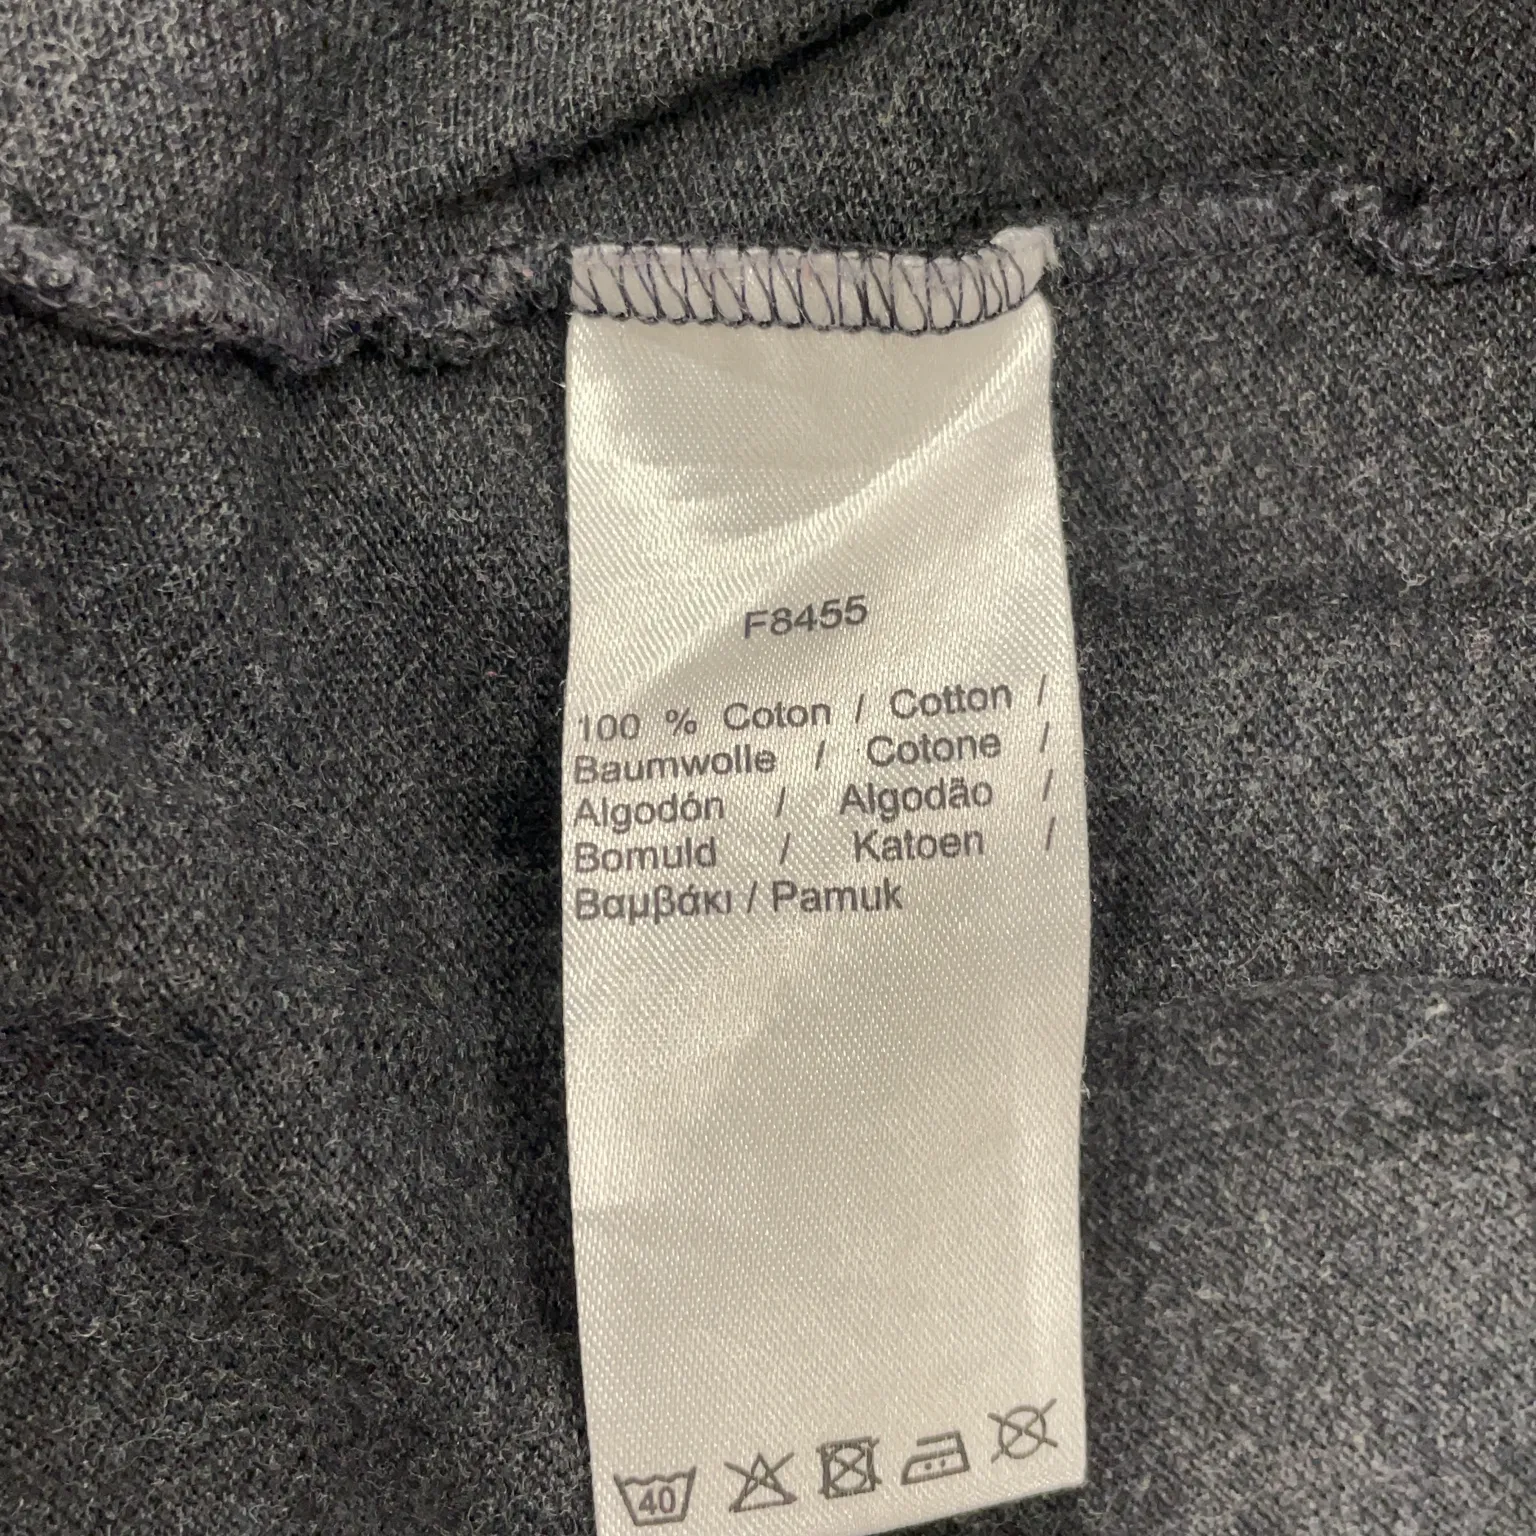 F8455
100 % Coton / Cotton /
Baumwolle / Cotone /
Algodón / Algodão /
Bomuld / Katoen /
Βαμβάκι / Pamuk
40